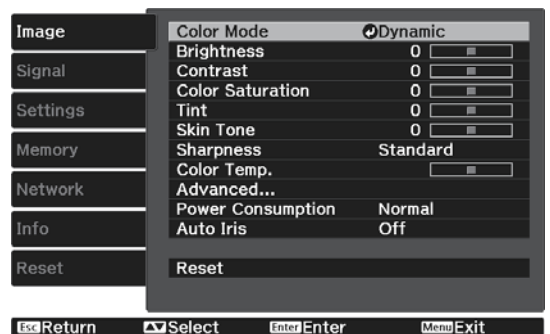 Image
Signal
Settings
Memory
Network
Info
Reset
Color Mode Dynamic
Brightness 0
Contrast 0
Color Saturation 0
Tint 0
Skin Tone 0
Sharpness Standard
Color Temp.
Advanced...
Power Consumption Normal
Auto Iris Off
Reset
Esc Return Select Enter Enter Menu Exit